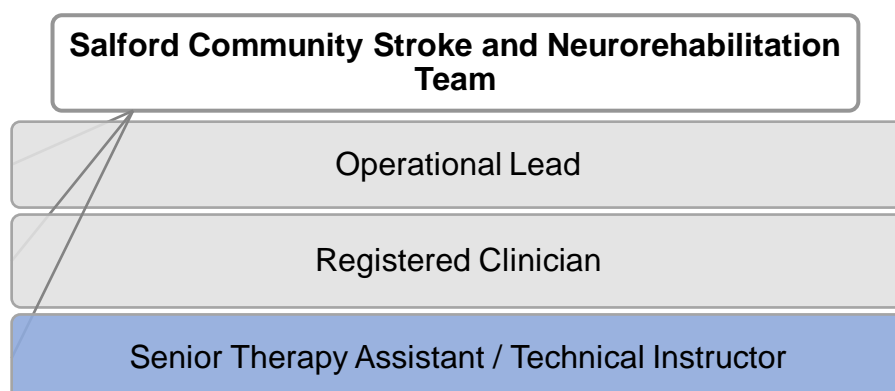 Salford Community Stroke and Neurorehabilitation
Team
Operational Lead
Registered Clinician
Senior Therapy Assistant / Technical Instructor